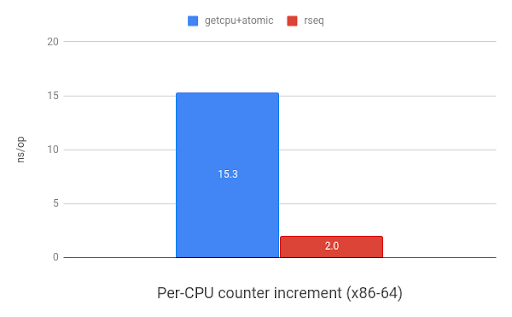 getcpu+atomic rseq
20
15
10
5
0
ns/op
15.3
2.0
Per-CPU counter increment (x86-64)